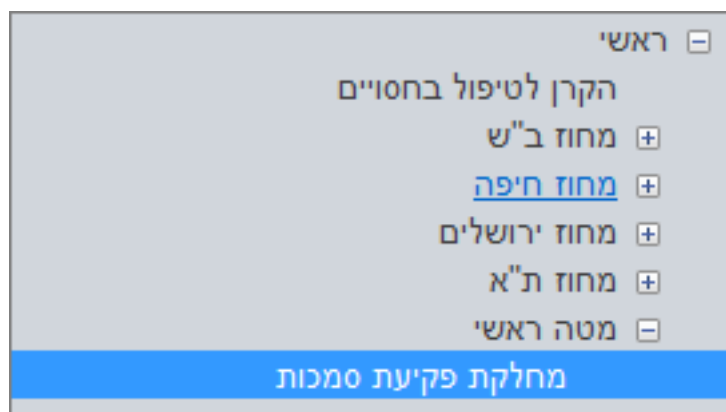 ראשי
הקרן לטיפול בחסויים
מחוז ב"ש
מחוז חיפה
מחוז ירושלים
מחוז ת"א
מטה ראשי
מחלקת פקיעת סמכות